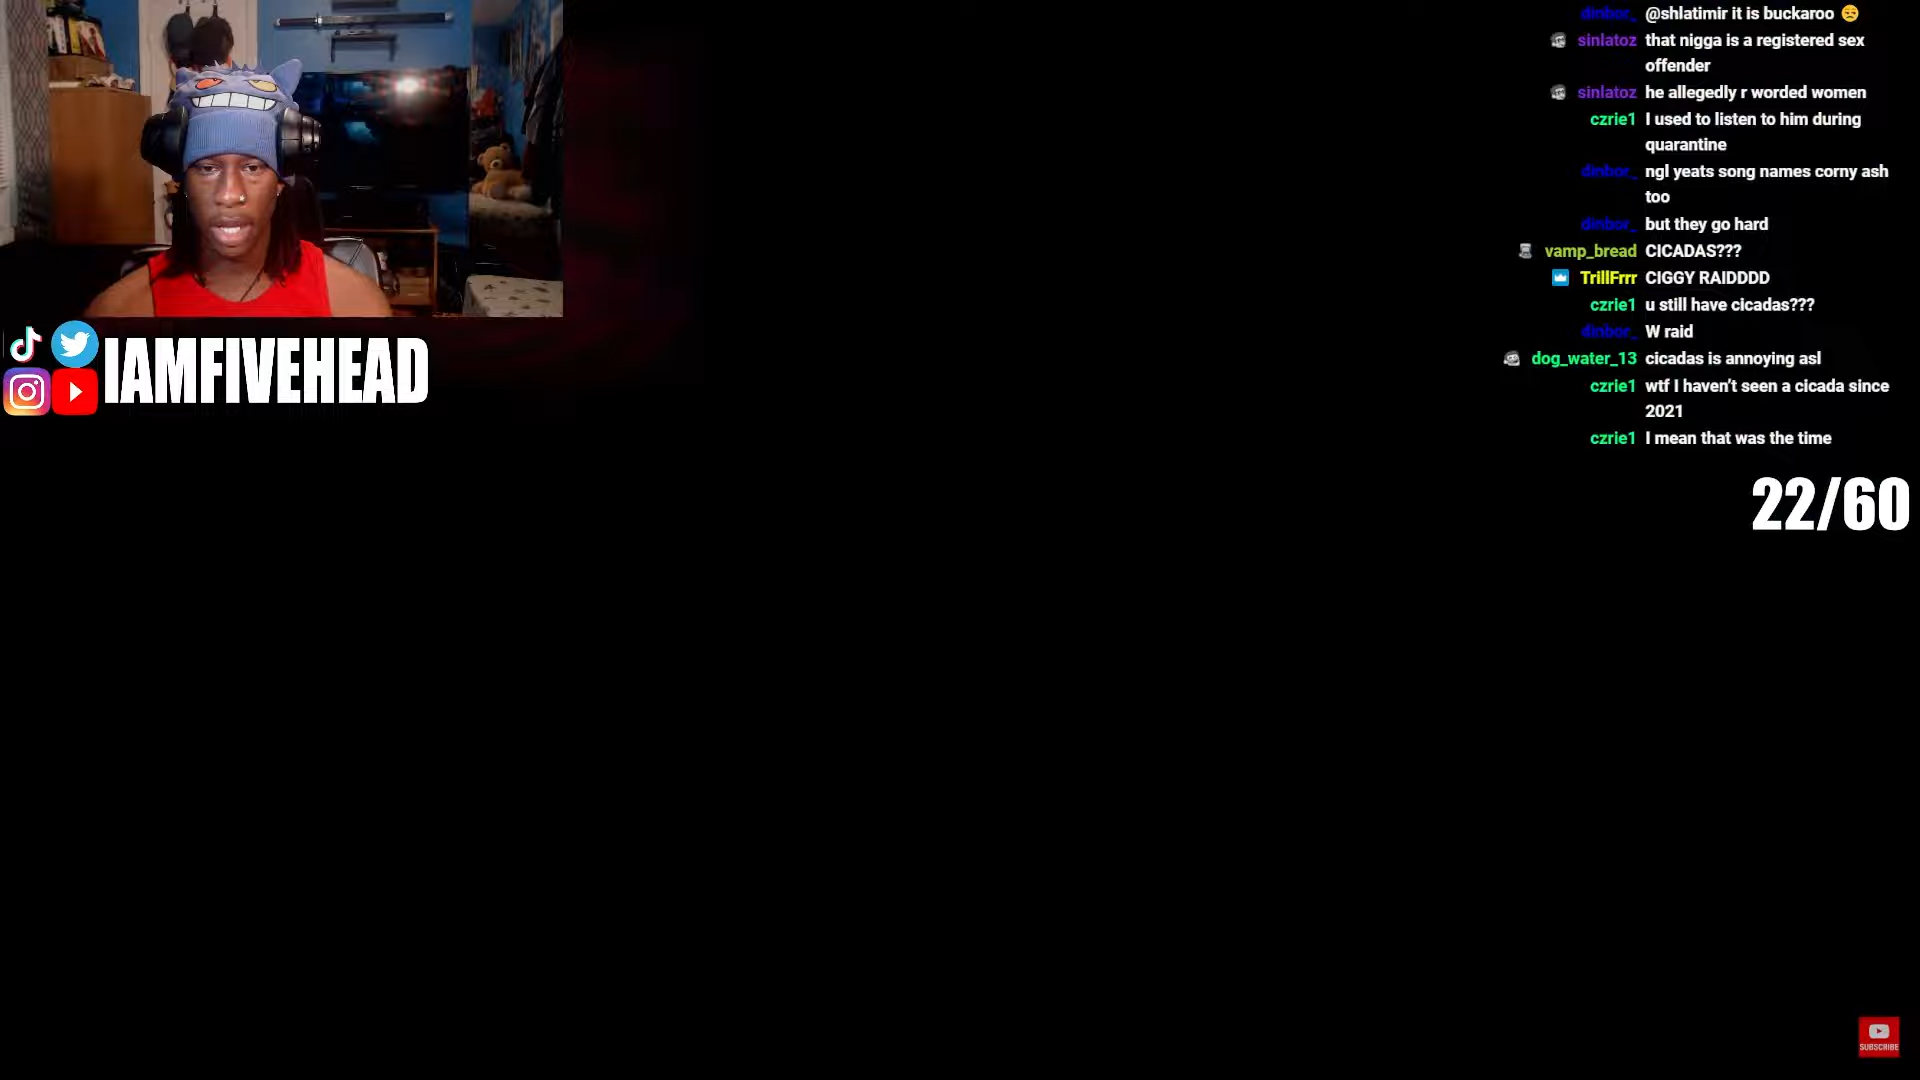 dinbor_ @shlatimir it is buckaroo 😒
sinlatoz that nigga is a registered sex
offender
sinlatoz he allegedly r worded women
czrie1 I used to listen to him during
quarantine
dinbor_ ngl yeats song names corny ash
too
dinbor_ but they go hard
vamp_bread CICADAS???
TrillFrrr CIGGY RAIDDDD
czrie1 u still have cicadas???
dinbor_ W raid
dog_water_13 cicadas is annoying asl
czrie1 wtf I haven't seen a cicada since
2021
czrie1 I mean that was the time
IAMFIVEHEAD
22/60
SUBSCRIBE